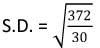 S.D. = √(372/30)